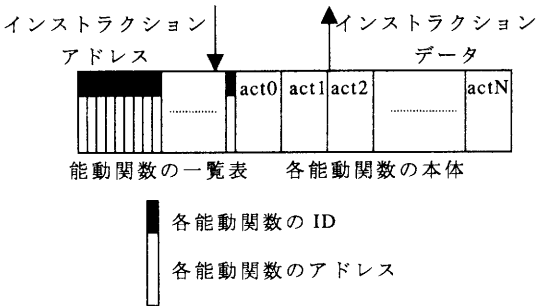 インストラクション
アドレス
インストラクション
データ
act0 act1 act2 actN
能動関数の一覧表
各能動関数の本体
各能動関数の ID
各能動関数のアドレス